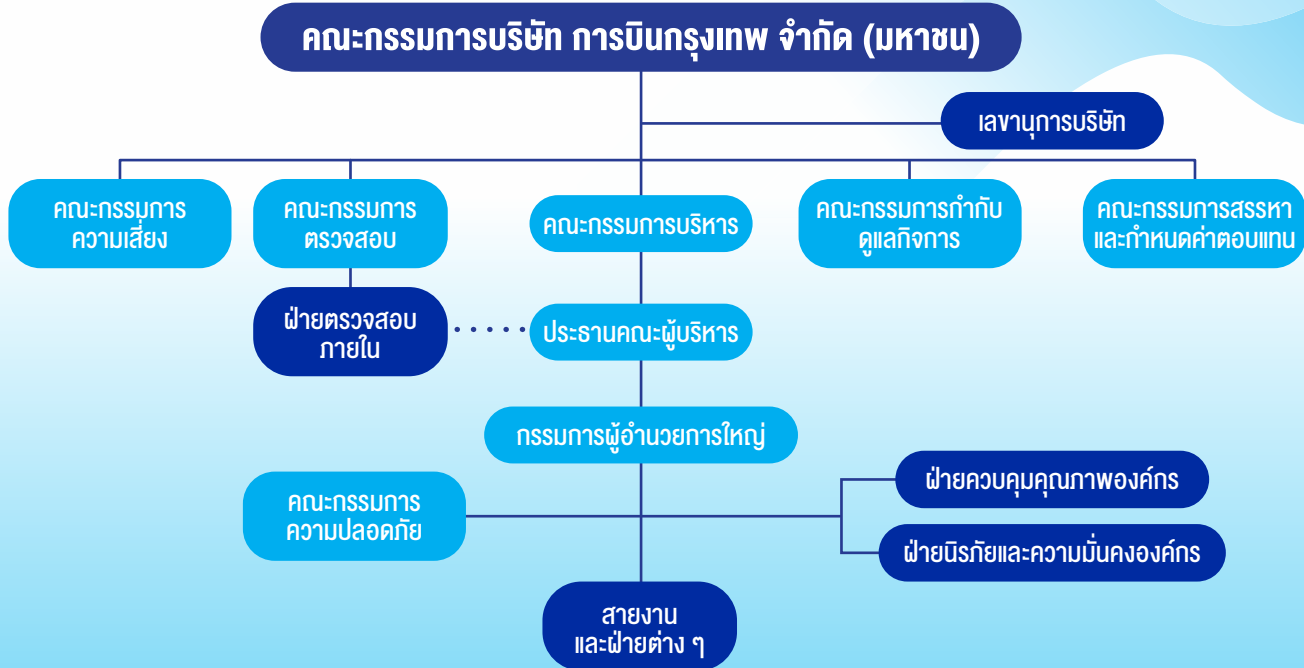 คณะกรรมการบริษัท การบินกรุงเทพ จำกัด (มหาชน)
เลขานุการบริษัท
คณะกรรมการ
ความเสี่ยง
คณะกรรมการ
ตรวจสอบ
คณะกรรมการบริหาร
คณะกรรมการกำกับ
ดูแลกิจการ
คณะกรรมการสรรหา
และกำหนดค่าตอบแทน
ฝ่ายตรวจสอบ
ภายใน
ประธานคณะผู้บริหาร
กรรมการผู้อำนวยการใหญ่
คณะกรรมการ
ความปลอดภัย
ฝ่ายควบคุมคุณภาพองค์กร
ฝ่ายนิรภัยและความมั่นคงองค์กร
สายงาน
และฝ่ายต่าง ๆ